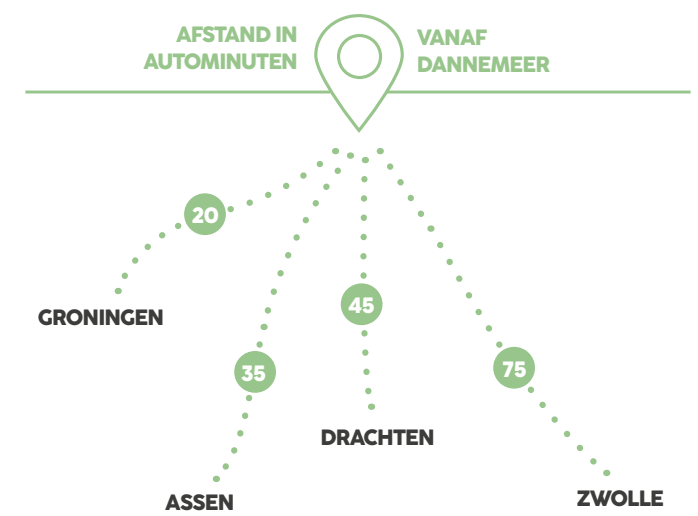 AFSTAND IN
AUTOMINUTEN
VANAF
DANNEMEER
20
GRONINGEN
45
35
75
DRACHTEN
ASSEN
ZWOLLE